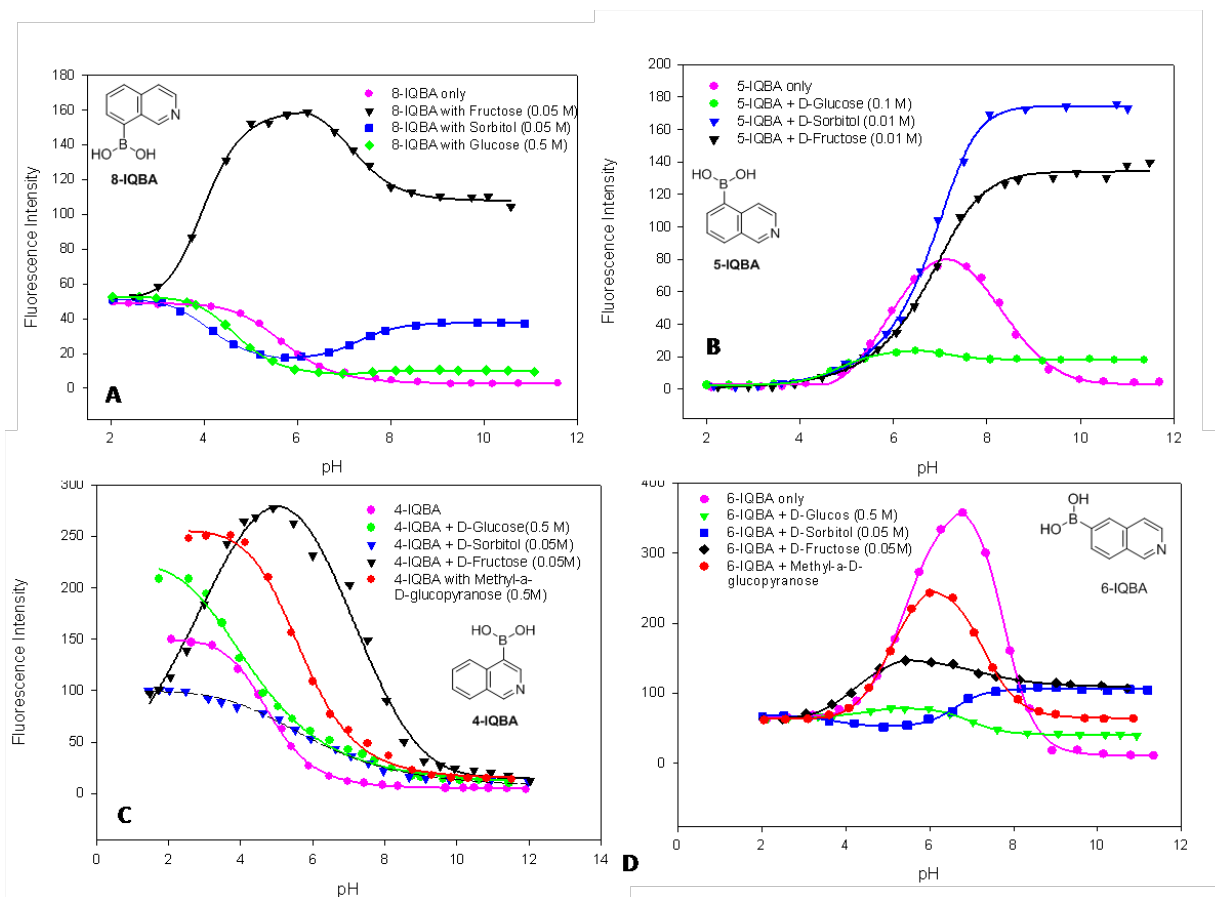 180
160
140
120
100
80
60
40
20
0
Fluorescence Intensity
N
B
HO
OH
8-IQBA
8-IQBA only
8-IQBA with Fructose (0.05 M)
8-IQBA with Sorbitol (0.05 M)
8-IQBA with Glucose (0.5 M)
A
2 4 6 8 10 12
pH
200
180
160
140
120
100
80
60
40
20
0
Fluorescence Intensity
5-IQBA only
5-IQBA + D-Glucose (0.1 M)
5-IQBA + D-Sorbitol (0.01 M)
5-IQBA + D-Fructose (0.01 M)
HO OH
B
N
5-IQBA
B
2 4 6 8 10 12
pH
300
250
200
150
100
50
0
Fluorescence Intensity
4-IQBA
4-IQBA + D-Glucose(0.5 M)
4-IQBA + D-Sorbitol (0.05M)
4-IQBA + D-Fructose (0.05M)
4-IQBA with Methyl-a-
D-glucopyranose (0.5M)
HO OH
B
N
4-IQBA
C
0 2 4 6 8 10 12 14
pH
400
300
200
100
0
Fluorescence Intensity
6-IQBA only
6-IQBA + D-Glucos (0.5 M)
6-IQBA + D-Sorbitol (0.05 M)
6-IQBA + D-Fructose (0.05M)
6-IQBA + Methyl-a-D-
glucopyranose
OH
HO
B
N
6-IQBA
D
0 2 4 6 8 10 12
pH